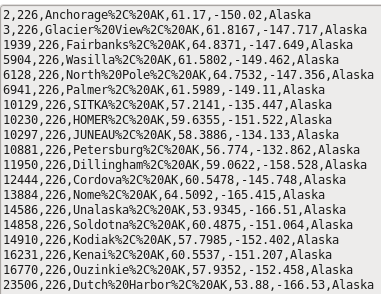 2,226,Anchorage%2C%20AK,61.17,-150.02,Alaska
3,226,Glacier%20View%2C%20AK,61.8167,-147.717,Alaska
1939,226,Fairbanks%2C%20AK,64.8371,-147.649,Alaska
5904,226,Wasilla%2C%20AK,61.5802,-149.462,Alaska
6128,226,North%20Pole%2C%20AK,64.7532,-147.356,Alaska
6941,226,Palmer%2C%20AK,61.5989,-149.11,Alaska
10129,226,SITKA%2C%20AK,57.2141,-135.447,Alaska
10230,226,HOMER%2C%20AK,59.6355,-151.522,Alaska
10297,226,JUNEAU%2C%20AK,58.3886,-134.133,Alaska
10881,226,Petersburg%2C%20AK,56.774,-132.862,Alaska
11950,226,Dillingham%2C%20AK,59.0622,-158.528,Alaska
12444,226,Cordova%2C%20AK,60.5478,-145.748,Alaska
13884,226,Nome%2C%20AK,64.5092,-165.415,Alaska
14586,226,Unalaska%2C%20AK,53.9345,-166.51,Alaska
14858,226,Soldotna%2C%20AK,60.4875,-151.064,Alaska
14910,226,Kodiak%2C%20AK,57.7985,-152.402,Alaska
16231,226,Kenai%2C%20AK,60.5537,-151.207,Alaska
16770,226,Ouzinkie%2C%20AK,57.9352,-152.458,Alaska
23506,226,Dutch%20Harbor%2C%20AK,53.88,-166.53,Alaska